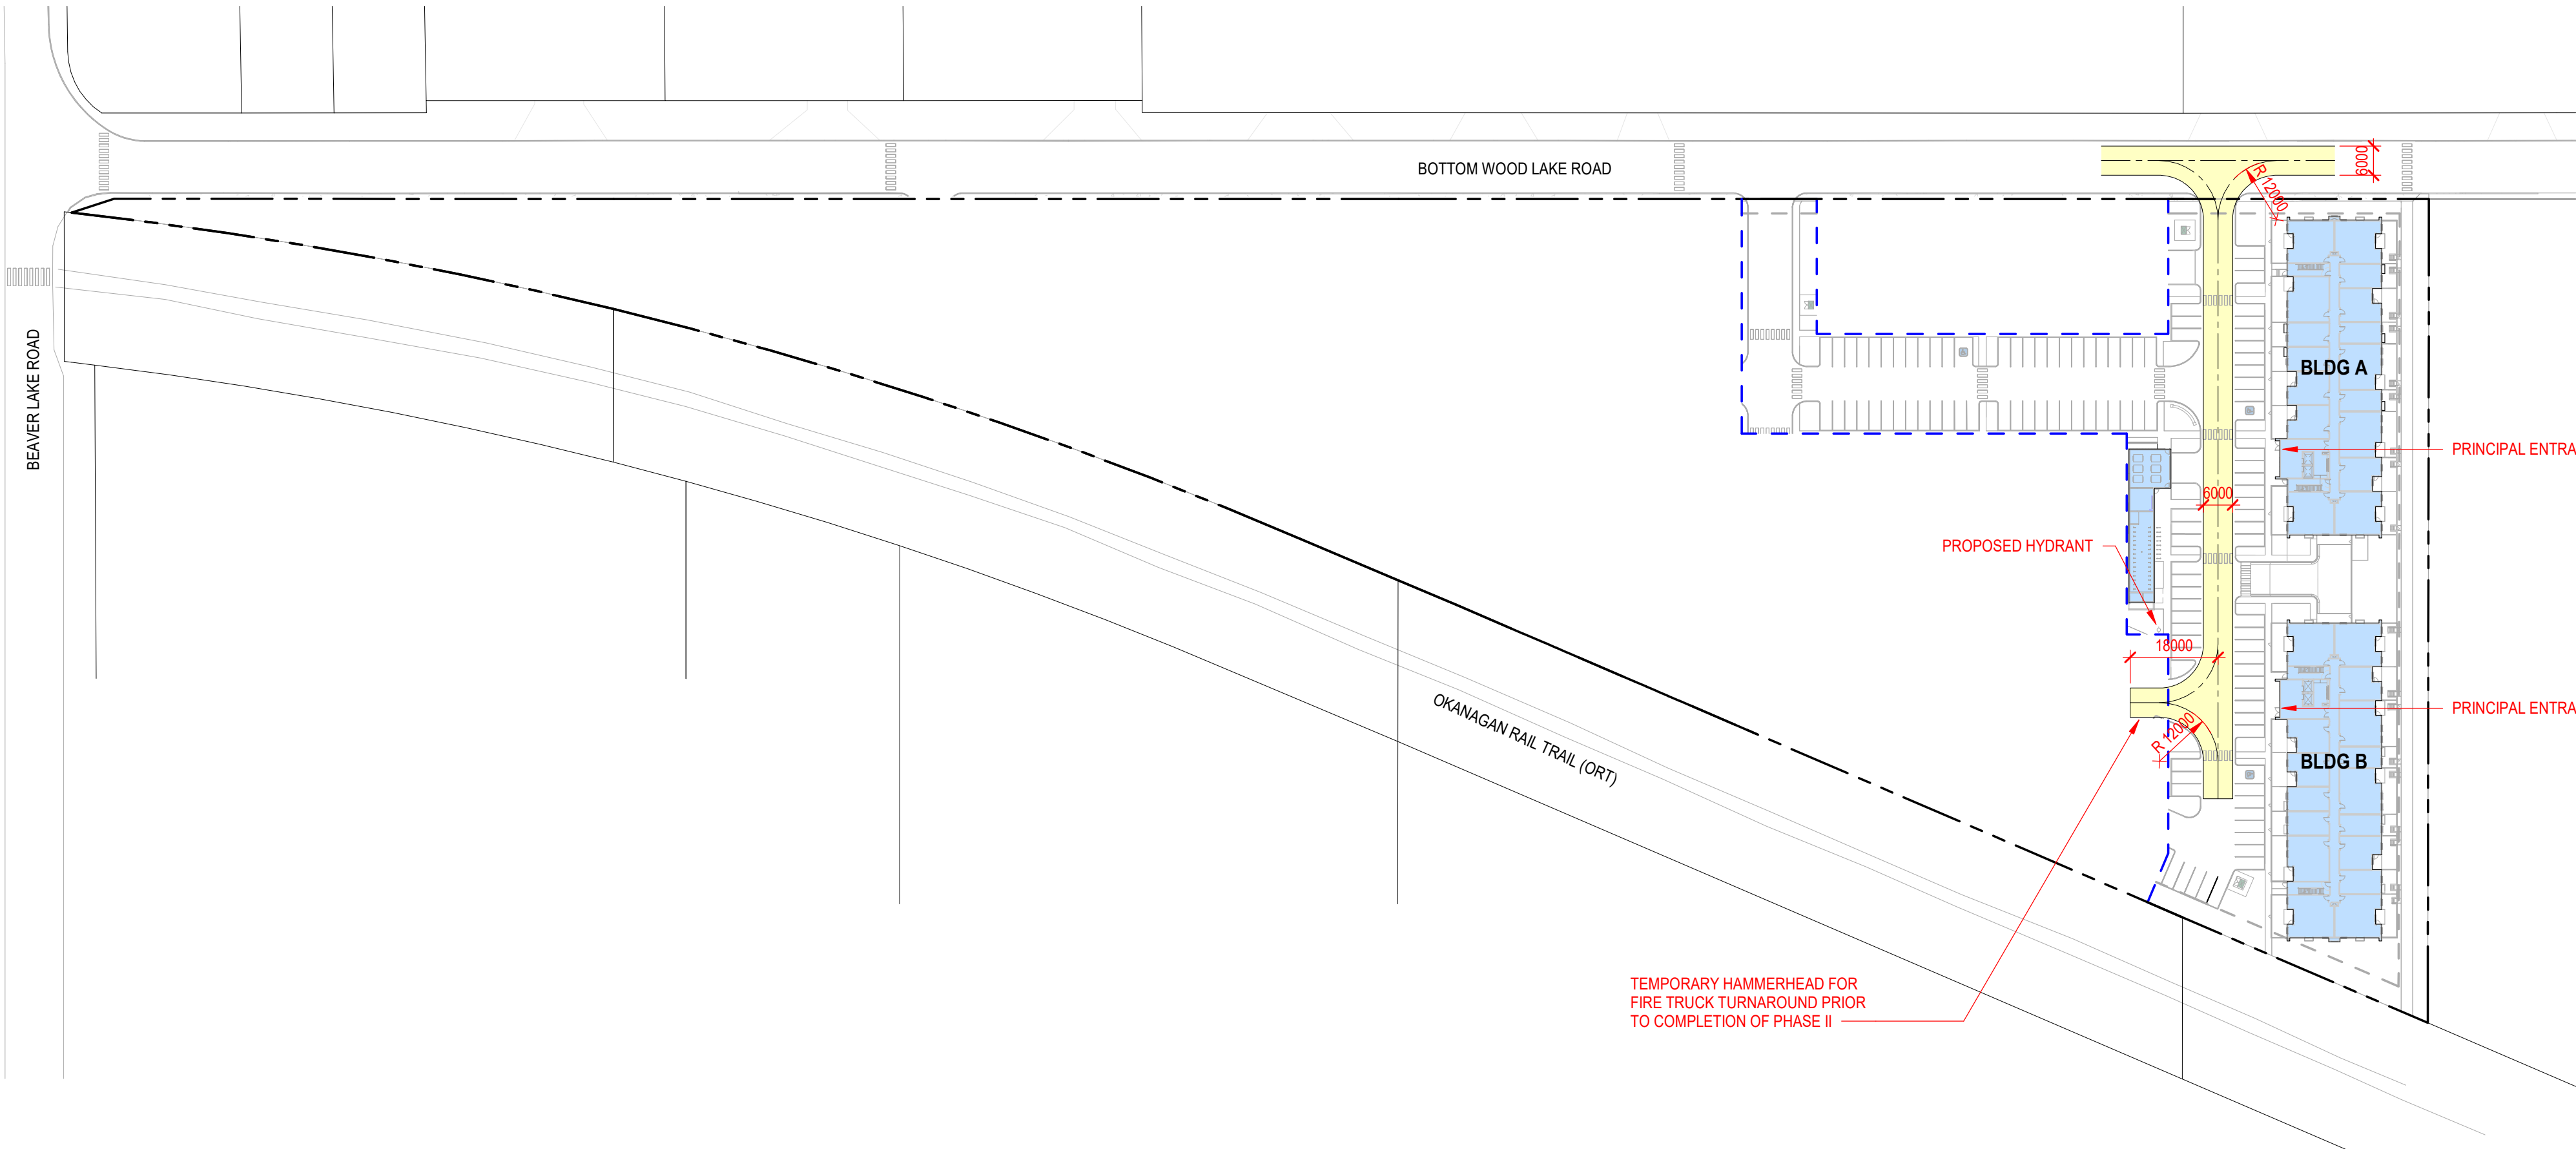 BOTTOM WOOD LAKE ROAD
6000
R 12000
BEAVER LAKE ROAD
BLDG A
PRINCIPAL ENTRA
6000
PROPOSED HYDRANT
18000
OKANAGAN RAIL TRAIL (ORT)
R 12000
PRINCIPAL ENTRA
BLDG B
TEMPORARY HAMMERHEAD FOR
FIRE TRUCK TURNAROUND PRIOR
TO COMPLETION OF PHASE II